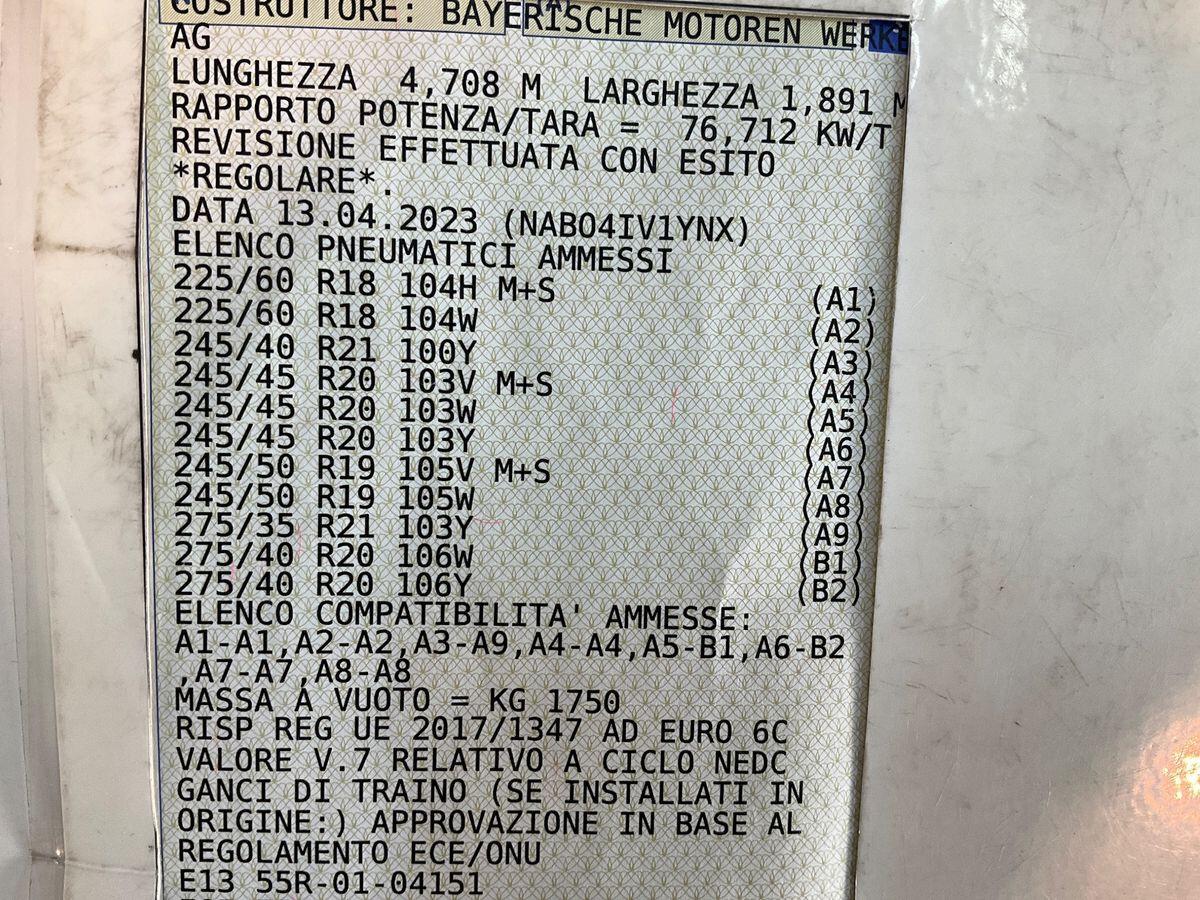 COSTRUTTORE: BAYERISCHE MOTOREN WERKE
AG
LUNGHEZZA 4,708 M LARGHEZZA 1,891 M
RAPPORTO POTENZA/TARA = 76,712 KW/T
REVISIONE EFFETTUATA CON ESITO
*REGOLARE*.
DATA 13.04.2023 (NABO4IV1YNX)
ELENCO PNEUMATICI AMMESSI
225/60 R18 104H M+S (A1)
225/60 R18 104W (A2)
245/40 R21 100Y (A3)
245/45 R20 103V M+S (A4)
245/45 R20 103W (A5)
245/45 R20 103Y (A6)
245/50 R19 105V M+S (A7)
245/50 R19 105W (A8)
275/35 R21 103Y (A9)
275/40 R20 106W (B1)
275/40 R20 106Y (B2)
ELENCO COMPATIBILITA' AMMESSE:
A1-A1,A2-A2,A3-A9,A4-A4,A5-B1,A6-B2
,A7-A7,A8-A8
MASSA A VUOTO = KG 1750
RISP REG UE 2017/1347 AD EURO 6C
VALORE V.7 RELATIVO A CICLO NEDC
GANCI DI TRAINO (SE INSTALLATI IN
ORIGINE:) APPROVAZIONE IN BASE AL
REGOLAMENTO ECE/ONU
E13 55R-01-04151